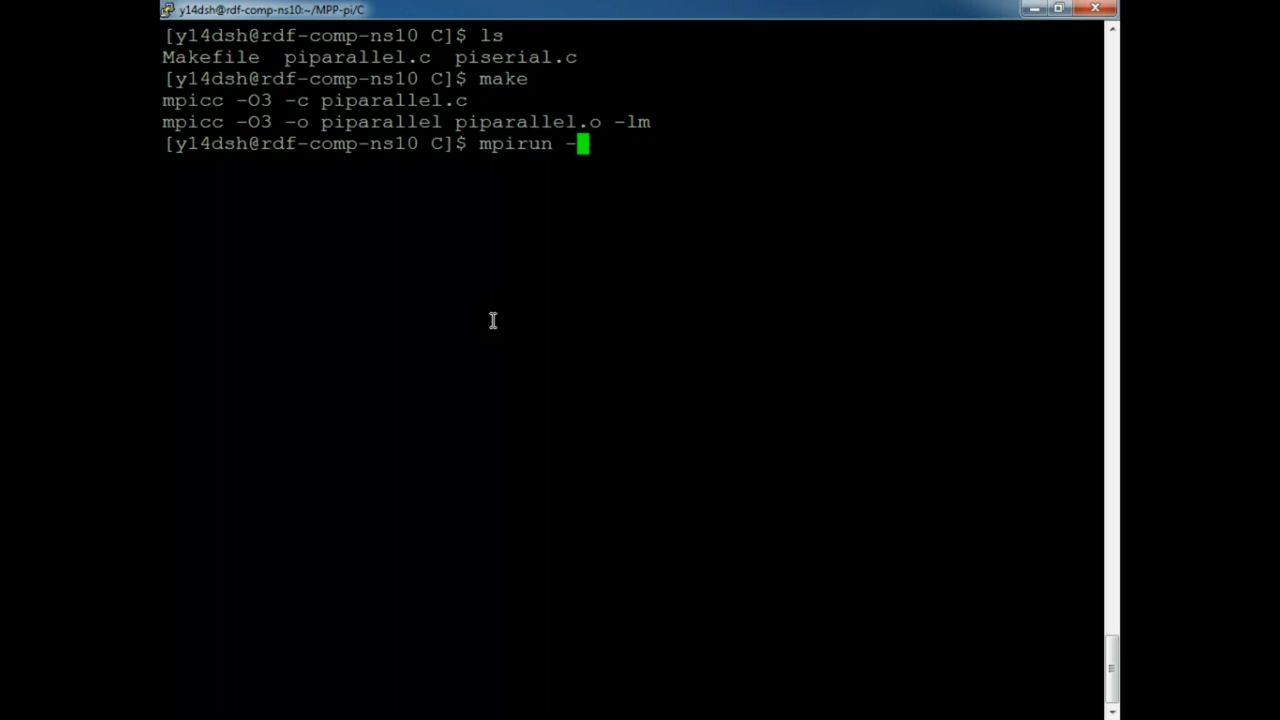 y14dsh@rdf-comp-ns10:~/MPP-pi/C
[y14dsh@rdf-comp-ns10 C]$ ls
Makefile  piparallel.c  piserial.c
[y14dsh@rdf-comp-ns10 C]$ make
mpicc -O3 -c piparallel.c
mpicc -O3 -o piparallel piparallel.o -lm
[y14dsh@rdf-comp-ns10 C]$ mpirun -